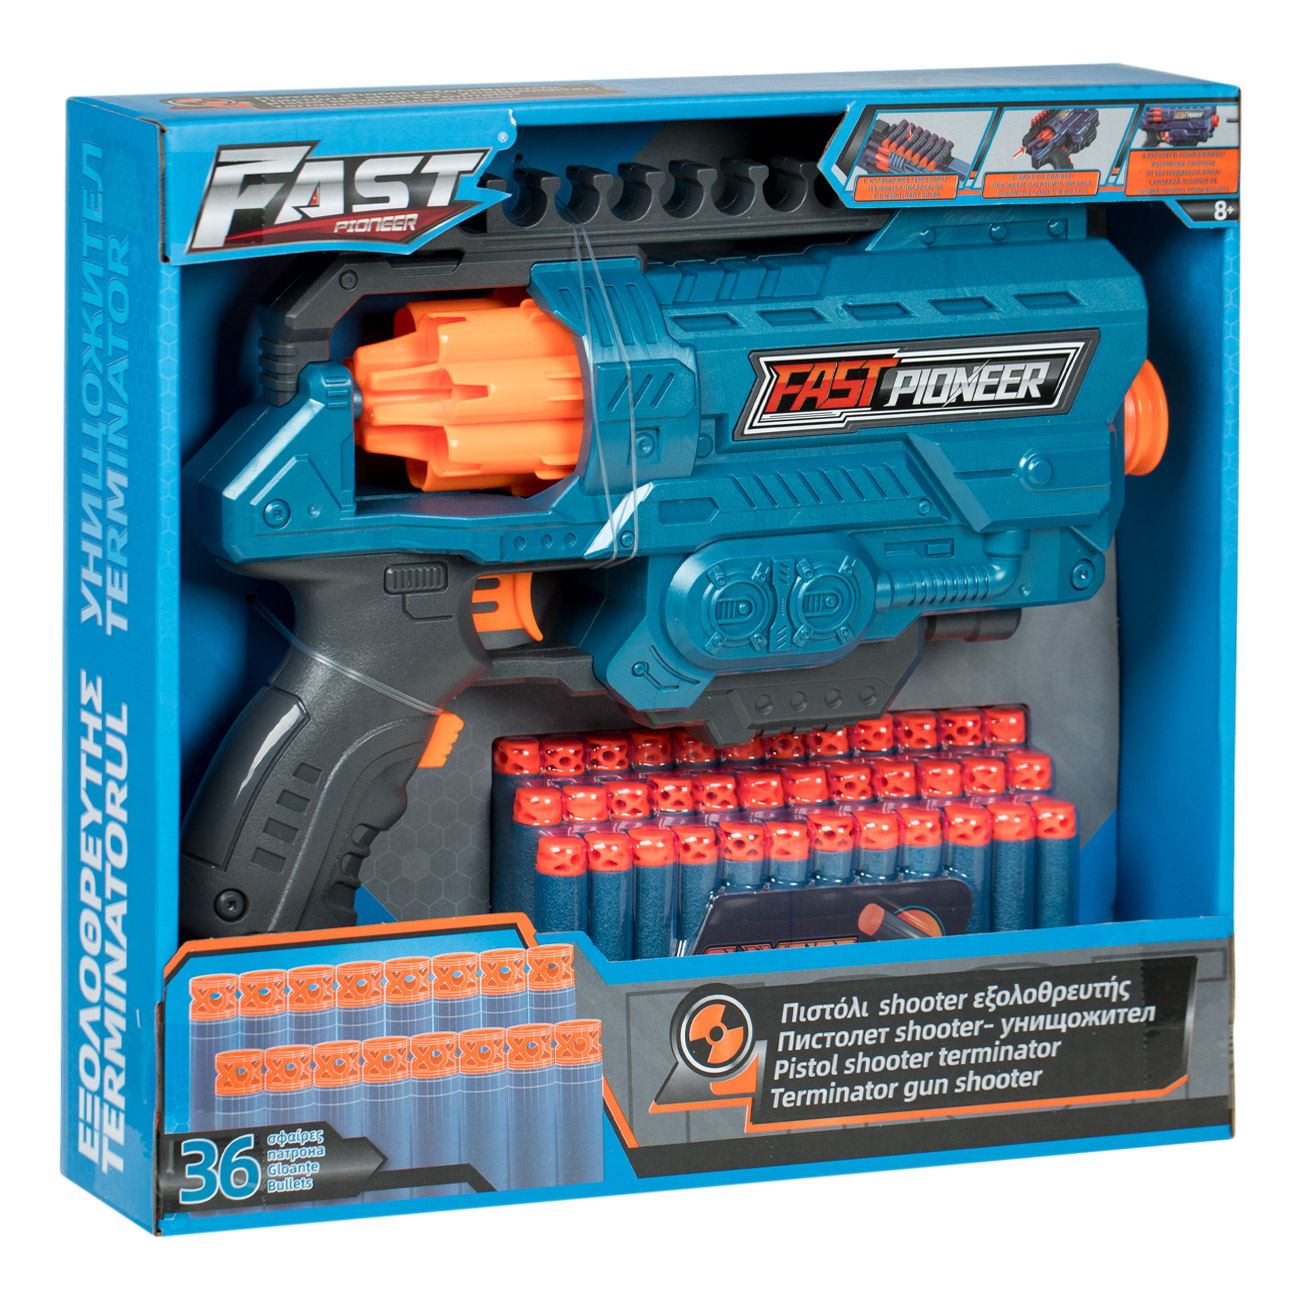 FAST
PIONEER
8+
FAST PIONEER
ΕΞΟΛΟΘΡΕΥΤΗΣ УНИЩОЖИТЕЛ
TERMINATORUL TERMINATOR
Πιστόλι shooter εξολοθρευτής
Пистолет shooter- унищожител
Pistol shooter terminator
Terminator gun shooter
36
σφαίρες
патрона
Gloanțe
Bullets